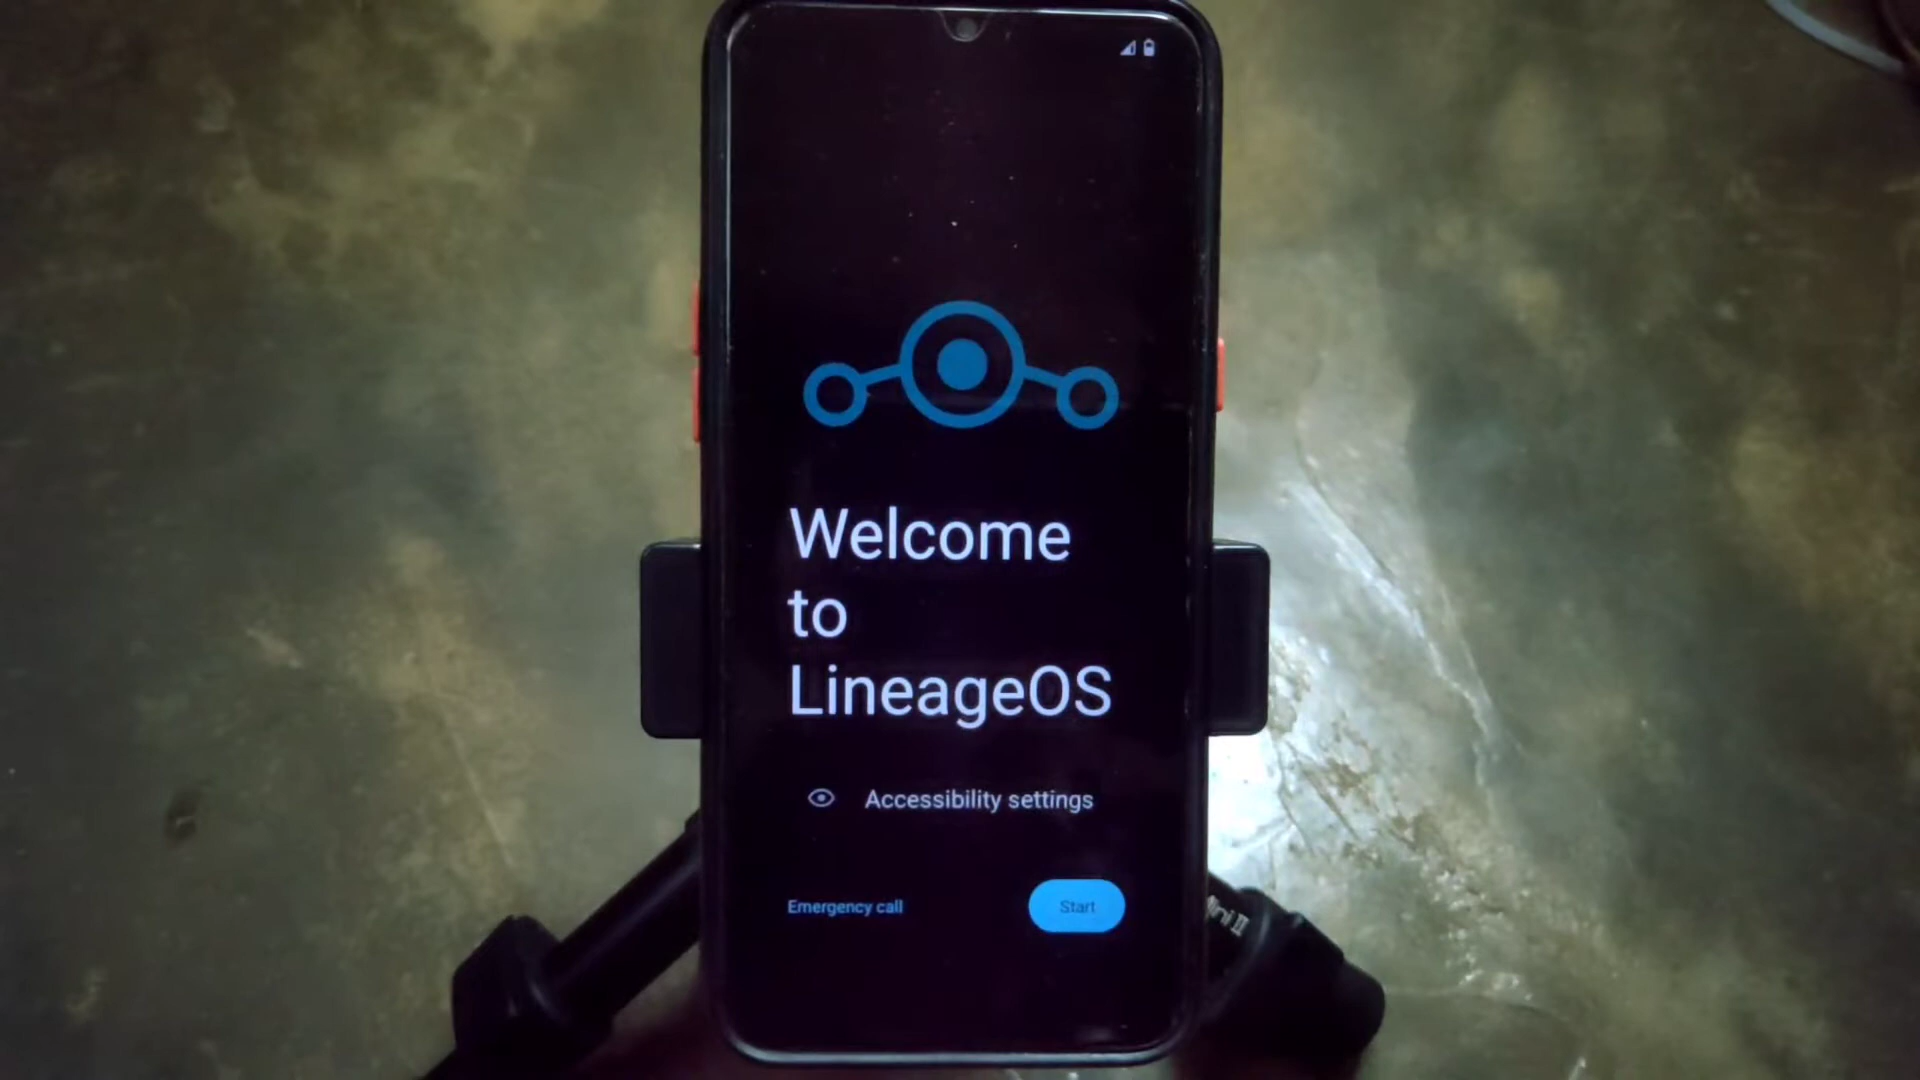 Welcome
to
LineageOS
Accessibility settings
Emergency call
Start